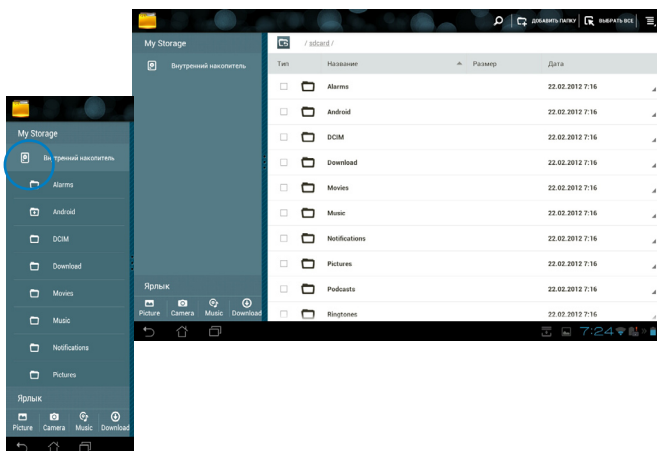 ДОБАВИТЬ ПАПКУ ВЫБРАТЬ ВСЕ
My Storage
Внутренний накопитель
/ sdcard /
Тип Название Размер Дата
Alarms 22.02.2012 7:16
Android 22.02.2012 7:16
DCIM 22.02.2012 7:16
Download 22.02.2012 7:16
Movies 22.02.2012 7:16
Music 22.02.2012 7:16
Notifications 22.02.2012 7:16
Pictures 22.02.2012 7:16
Podcasts 22.02.2012 7:16
Ringtones 22.02.2012 7:16
Ярлык
Picture Camera Music Download
7:24
My Storage
Внутренний накопитель
Alarms
Android
DCIM
Download
Movies
Music
Notifications
Pictures
Ярлык
Picture Camera Music Download